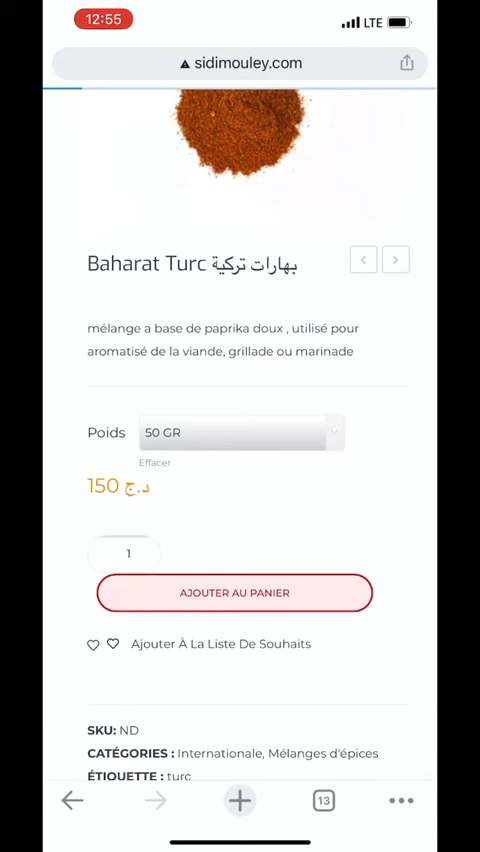 12:55
LTE
sidimouley.com
Baharat Turc بهارات تركية
mélange a base de paprika doux , utilisé pour
aromatisé de la viande, grillade ou marinade
Poids
50 GR
Effacer
150 د.ج
1
AJOUTER AU PANIER
Ajouter À La Liste De Souhaits
SKU: ND
CATÉGORIES : Internationale, Mélanges d'épices
ÉTIQUETTE : turc
13